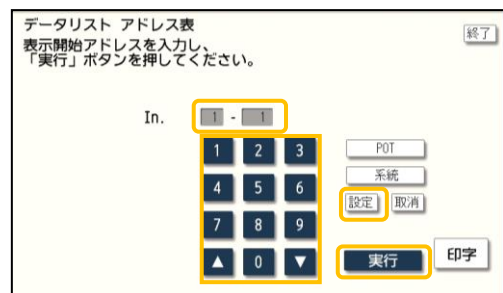 データリスト アドレス表
終了
表示開始アドレスを入力し、
「実行」ボタンを押してください。
In. 1 - 1
1 2 3
POT
系統
4 5 6
設定 取消
7 8 9
▲ 0 ▼
実行
印字